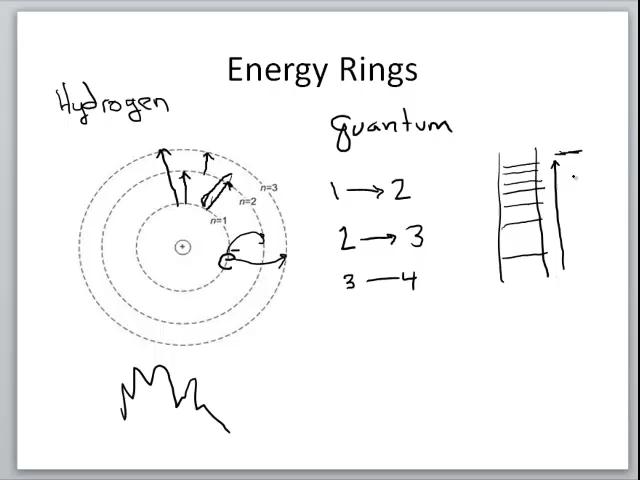 Energy Rings
Hydrogen
quantum
n=3
n=2
n=1
+
1 → 2
2 → 3
3 — 4